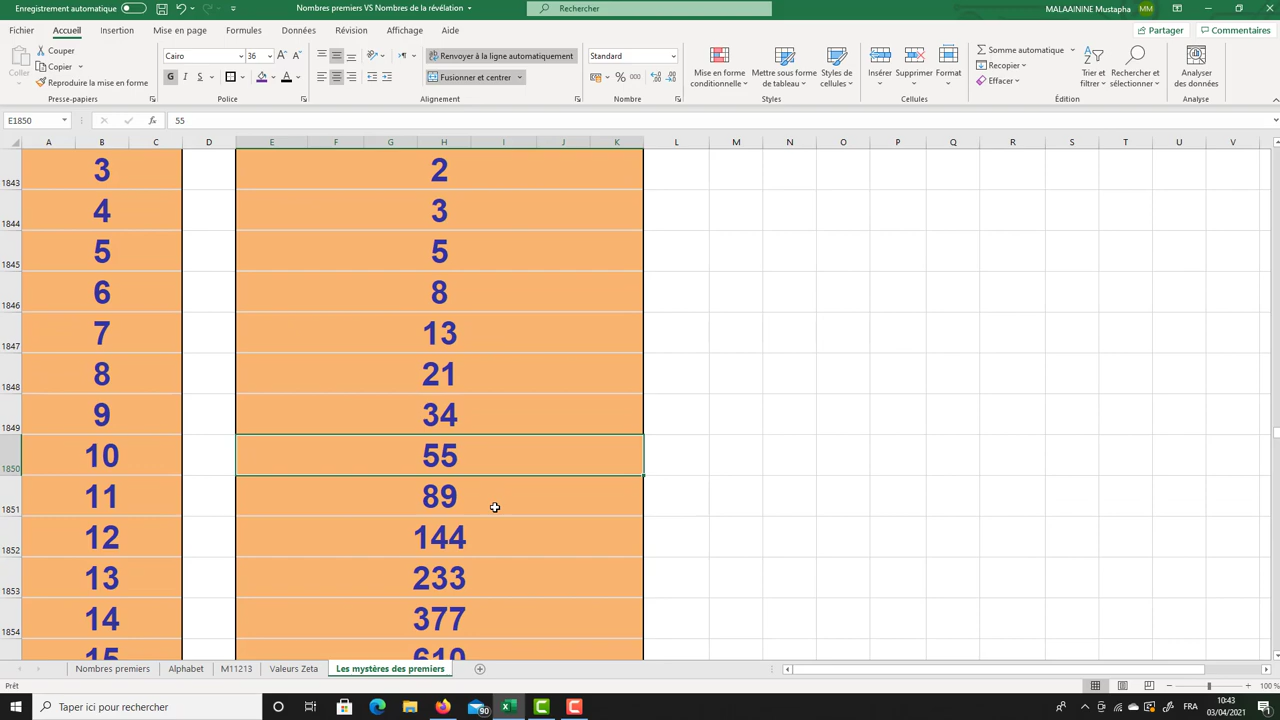 Enregistrement automatique
Nombres premiers VS Nombres de la révélation
Rechercher
MALAAININE Mustapha MM
Fichier Accueil Insertion Mise en page Formules Données Révision Affichage Aide
Partager Commentaires
Coller
Couper
Copier
Reproduire la mise en forme
Presse-papiers
Cairo 36
G I S
Police
Renvoyer à la ligne automatiquement
Fusionner et centrer
Alignement
Standard
% 000
Nombre
Mise en forme conditionnelle
Mettre sous forme de tableau
Styles de cellules
Styles
Insérer Supprimer Format
Cellules
Somme automatique
Recopier
Effacer
Trier et filtrer
Rechercher et sélectionner
Édition
Analyser des données
Analyse
E1850 fx 55
A B C D E F G H I J K L M N O P Q R S T U V
1843 3 2
1844 4 3
1845 5 5
1846 6 8
1847 7 13
1848 8 21
1849 9 34
1850 10 55
1851 11 89
1852 12 144
1853 13 233
1854 14 377
15 610
Nombres premiers Alphabet M11213 Valeurs Zeta Les mystères des premiers
Prêt
100 %
Taper ici pour rechercher
90
FRA
10:43
03/04/2021
4